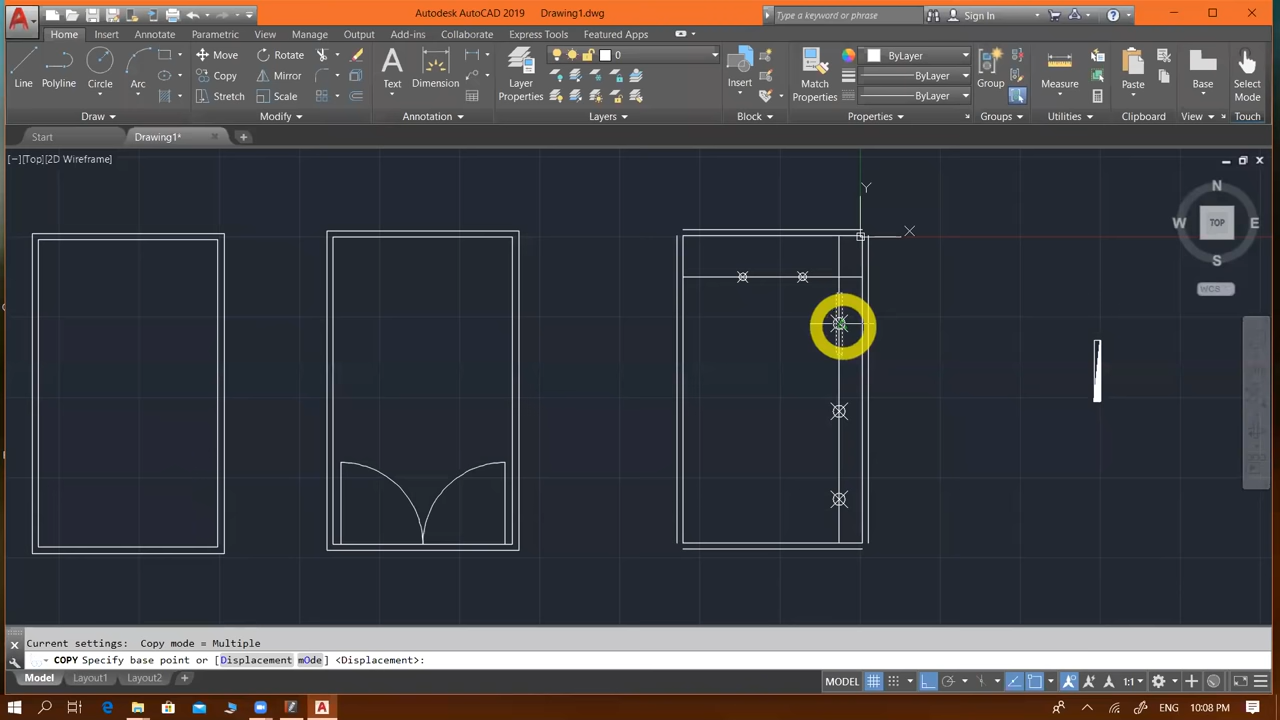 Autodesk AutoCAD 2019 Drawing1.dwg
Type a keyword or phrase
Sign In
Home Insert Annotate Parametric View Manage Output Add-ins Collaborate Express Tools Featured Apps
Line Polyline Circle Arc
Move Rotate
Copy Mirror
Stretch Scale
Text Dimension
Layer Properties
0
Insert
Match Properties
ByLayer
ByLayer
ByLayer
Group
Measure
Paste
Base
Select Mode
Draw Modify Annotation Layers Block Properties Groups Utilities Clipboard View Touch
Start Drawing1*
[−][Top][2D Wireframe]
Y
X
N
W TOP E
S
WCS
Current settings: Copy mode = Multiple
COPY Specify base point or [Displacement mOde] <Displacement>:
Model Layout1 Layout2
MODEL 1:1
ENG 10:08 PM